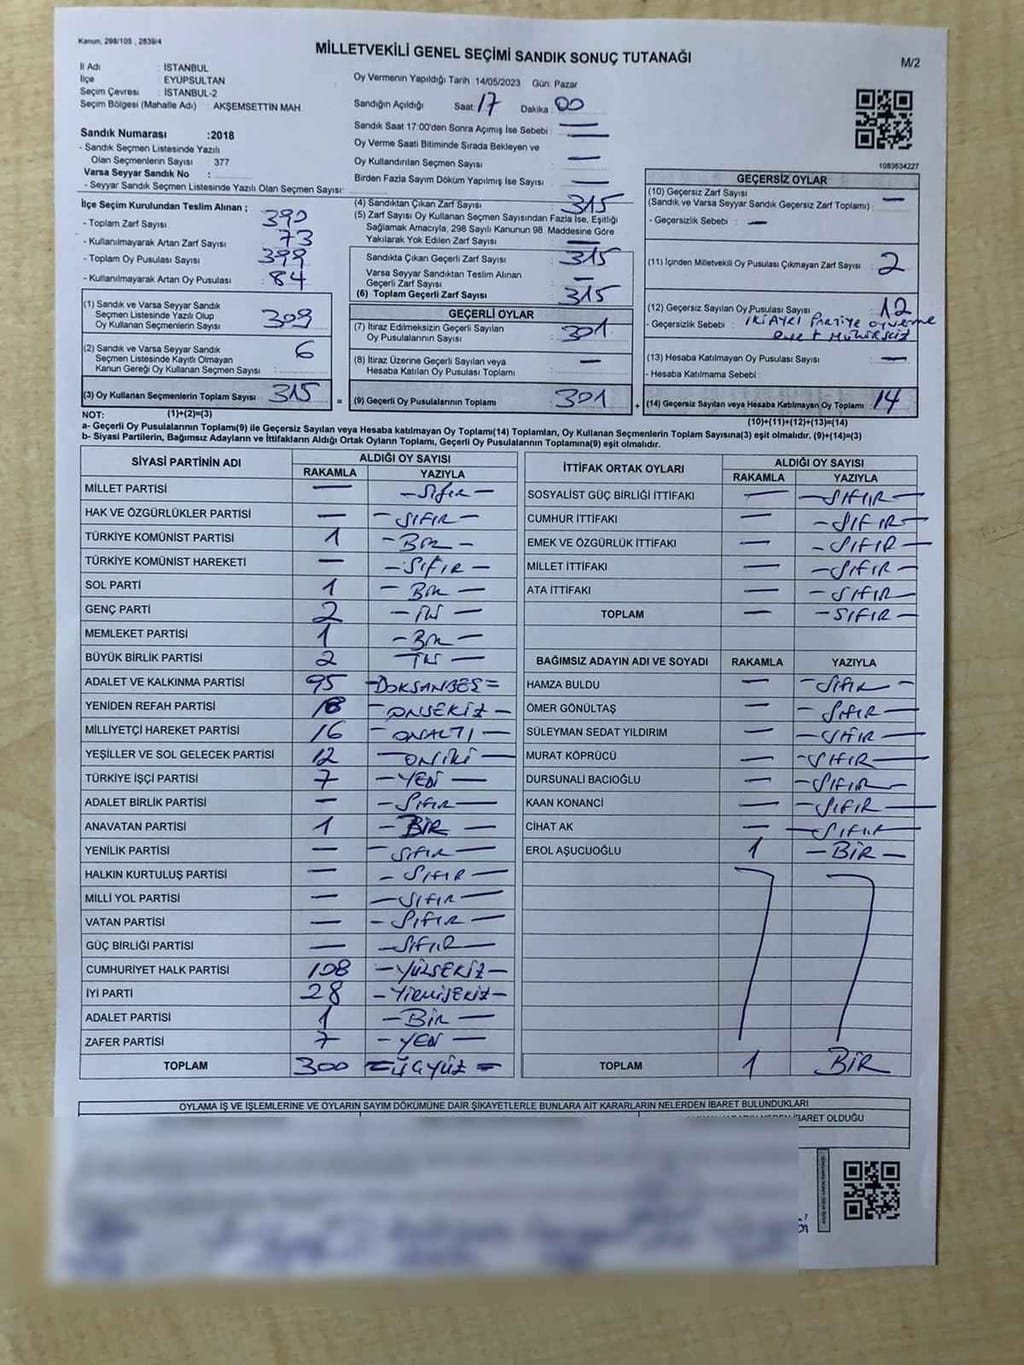 Kanun, 298/105 , 2839/4
MİLLETVEKİLİ GENEL SEÇİMİ SANDIK SONUÇ TUTANAĞI
M/2
İl Adı : İSTANBUL
İlçe : EYÜPSULTAN
Seçim Çevresi : İSTANBUL-2
Seçim Bölgesi (Mahalle Adı) : AKŞEMSETTİN MAH.
Oy Vermenin Yapıldığı Tarih :14/05/2023 Gün: Pazar
Sandığın Açıldığı Saat: 17 Dakika: 00
Sandık Saat 17:00'den Sonra Açımış İse Sebebi : —
Oy Verme Saati Bitiminde Sırada Bekleyen ve
Oy Kullandırılan Seçmen Sayısı : —
Birden Fazla Sayım Döküm Yapılmış İse Sayısı : —
Sandık Numarası :2018
- Sandık Seçmen Listesinde Yazılı
Olan Seçmenlerin Sayısı : 377
Varsa Seyyar Sandık No :
- Seyyar Sandık Seçmen Listesinde Yazılı Olan Seçmen Sayısı:
1083634227
İlçe Seçim Kurulundan Teslim Alınan ;
- Toplam Zarf Sayısı : 390
- Kullanılmayarak Artan Zarf Sayısı : 73
- Toplam Oy Pusulası Sayısı : 399
- Kullanılmayarak Artan Oy Pusulası : 84
(1) Sandık ve Varsa Seyyar Sandık
Seçmen Listesinde Yazılı Olup
Oy Kullanan Seçmenlerin Sayısı : 309
(2) Sandık ve Varsa Seyyar Sandık
Seçmen Listesinde Kayıtlı Olmayan
Kanun Gereği Oy Kullanan Seçmen Sayısı : 6
(3) Oy Kullanan Seçmenlerin Toplam Sayısı : 315 =
(4) Sandıktan Çıkan Zarf Sayısı : 315
(5) Zarf Sayısı Oy Kullanan Seçmen Sayısından Fazla İse, Eşitliği
Sağlamak Amacıyla, 298 Sayılı Kanunun 98. Maddesine Göre
Yakılarak Yok Edilen Zarf Sayısı : —
Sandıkta Çıkan Geçerli Zarf Sayısı : 315
Varsa Seyyar Sandıktan Teslim Alınan
Geçerli Zarf Sayısı : —
(6) Toplam Geçerli Zarf Sayısı : 315
GEÇERLİ OYLAR
(7) İtiraz Edilmeksizin Geçerli Sayılan
Oy Pusulalarının Sayısı : 301
(8) İtiraz Üzerine Geçerli Sayılan veya
Hesaba Katılan Oy Pusulası Toplamı : —
(9) Geçerli Oy Pusulalarının Toplamı : 301 +
GEÇERSİZ OYLAR
(10) Geçersiz Zarf Sayısı
(Sandık ve Varsa Seyyar Sandık Geçersiz Zarf Toplamı) : —
- Geçersizlik Sebebi : —
(11) İçinden Milletvekili Oy Pusulası Çıkmayan Zarf Sayısı : 2
(12) Geçersiz Sayılan Oy Pusulası Sayısı : 12
- Geçersizlik Sebebi : İKİ AYRI PARTİYE oy verme
(13) Hesaba Katılmayan Oy Pusulası Sayısı : —
- Hesaba Katılmama Sebebi :
(14) Geçersiz Sayılan veya Hesaba Katılmayan Oy Toplamı : 14
NOT: (1)+(2)=(3) (10)+(11)+(12)+(13)=(14)
a- Geçerli Oy Pusulalarının Toplamı(9) ile Geçersiz Sayılan veya Hesaba katılmayan Oy Toplamı(14) Toplamları, Oy Kullanan Seçmenlerin Toplam Sayısına(3) eşit olmalıdır. (9)+(14)=(3)
b- Siyasi Partilerin, Bağımsız Adayların ve İttifakların Aldığı Ortak Oyların Toplamı, Geçerli Oy Pusulalarının Toplamına(9) eşit olmalıdır.
SİYASİ PARTİNİN ADI ALDIĞI OY SAYISI
RAKAMLA YAZIYLA
MİLLET PARTİSİ — -Sıfır-
HAK VE ÖZGÜRLÜKLER PARTİSİ — -SIFIR-
TÜRKİYE KOMÜNİST PARTİSİ 1 -BİR-
TÜRKİYE KOMÜNİST HAREKETİ — -Sıfır-
SOL PARTİ 1 -BİR-
GENÇ PARTİ 2 -İki-
MEMLEKET PARTİSİ 1 -BİR-
BÜYÜK BİRLİK PARTİSİ 2 İki-
ADALET VE KALKINMA PARTİSİ 95 -DOKSANBEŞ=
YENİDEN REFAH PARTİSİ 18 -ONSEKİZ-
MİLLİYETÇİ HAREKET PARTİSİ 16 -ONALTI-
YEŞİLLER VE SOL GELECEK PARTİSİ 12 -ONİKİ-
TÜRKİYE İŞÇİ PARTİSİ 7 -YEDİ-
ADALET BİRLİK PARTİSİ — -Sıfır-
ANAVATAN PARTİSİ 1 -BİR-
YENİLİK PARTİSİ — -Sıfır-
HALKIN KURTULUŞ PARTİSİ — -SIFIR-
MİLLİ YOL PARTİSİ — -SIFIR-
VATAN PARTİSİ — -SIFIR-
GÜÇ BİRLİĞİ PARTİSİ — -SIFIR-
CUMHURİYET HALK PARTİSİ 108 -YÜZSEKİZ-
İYİ PARTİ 28 -YİRMİSEKİZ-
ADALET PARTİSİ 1 -BİR-
ZAFER PARTİSİ 7 -YEDİ-
TOPLAM 300 =ÜÇYÜZ=
İTTİFAK ORTAK OYLARI ALDIĞI OY SAYISI
RAKAMLA YAZIYLA
SOSYALİST GÜÇ BİRLİĞİ İTTİFAKI — -SIFIR-
CUMHUR İTTİFAKI — -SIFIR-
EMEK VE ÖZGÜRLÜK İTTİFAKI — -SIFIR-
MİLLET İTTİFAKI — -SIFIR-
ATA İTTİFAKI — -SIFIR-
TOPLAM — -SIFIR-
BAĞIMSIZ ADAYIN ADI VE SOYADI RAKAMLA YAZIYLA
HAMZA BULDU — -Sıfır-
ÖMER GÖNÜLTAŞ — -SIFIR-
SÜLEYMAN SEDAT YILDIRIM — -SIFIR-
MURAT KÖPRÜCÜ — -SIFIR-
DURSUNALİ BACIOĞLU — -SIFIR-
KAAN KONANCİ — -SIFIR-
CİHAT AK — -SIFIR-
EROL AŞUCUOĞLU 1 -BİR-
TOPLAM 1 BİR
OYLAMA İŞ VE İŞLEMLERİNE VE OYLARIN SAYIM DÖKÜMÜNE DAİR ŞİKAYETLERLE BUNLARA AİT KARARLARIN NELERDEN İBARET BULUNDUKLARI
İBARET OLDUĞU